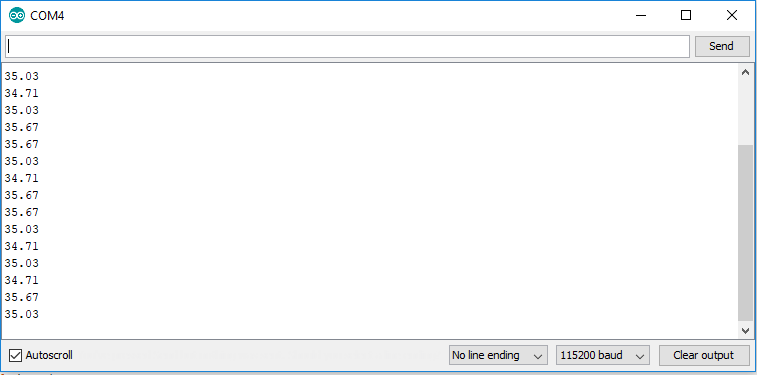 COM4
Send
35.03
34.71
35.03
35.67
35.67
35.03
34.71
35.67
35.67
35.03
34.71
35.03
34.71
35.67
35.03
Autoscroll
No line ending
115200 baud
Clear output